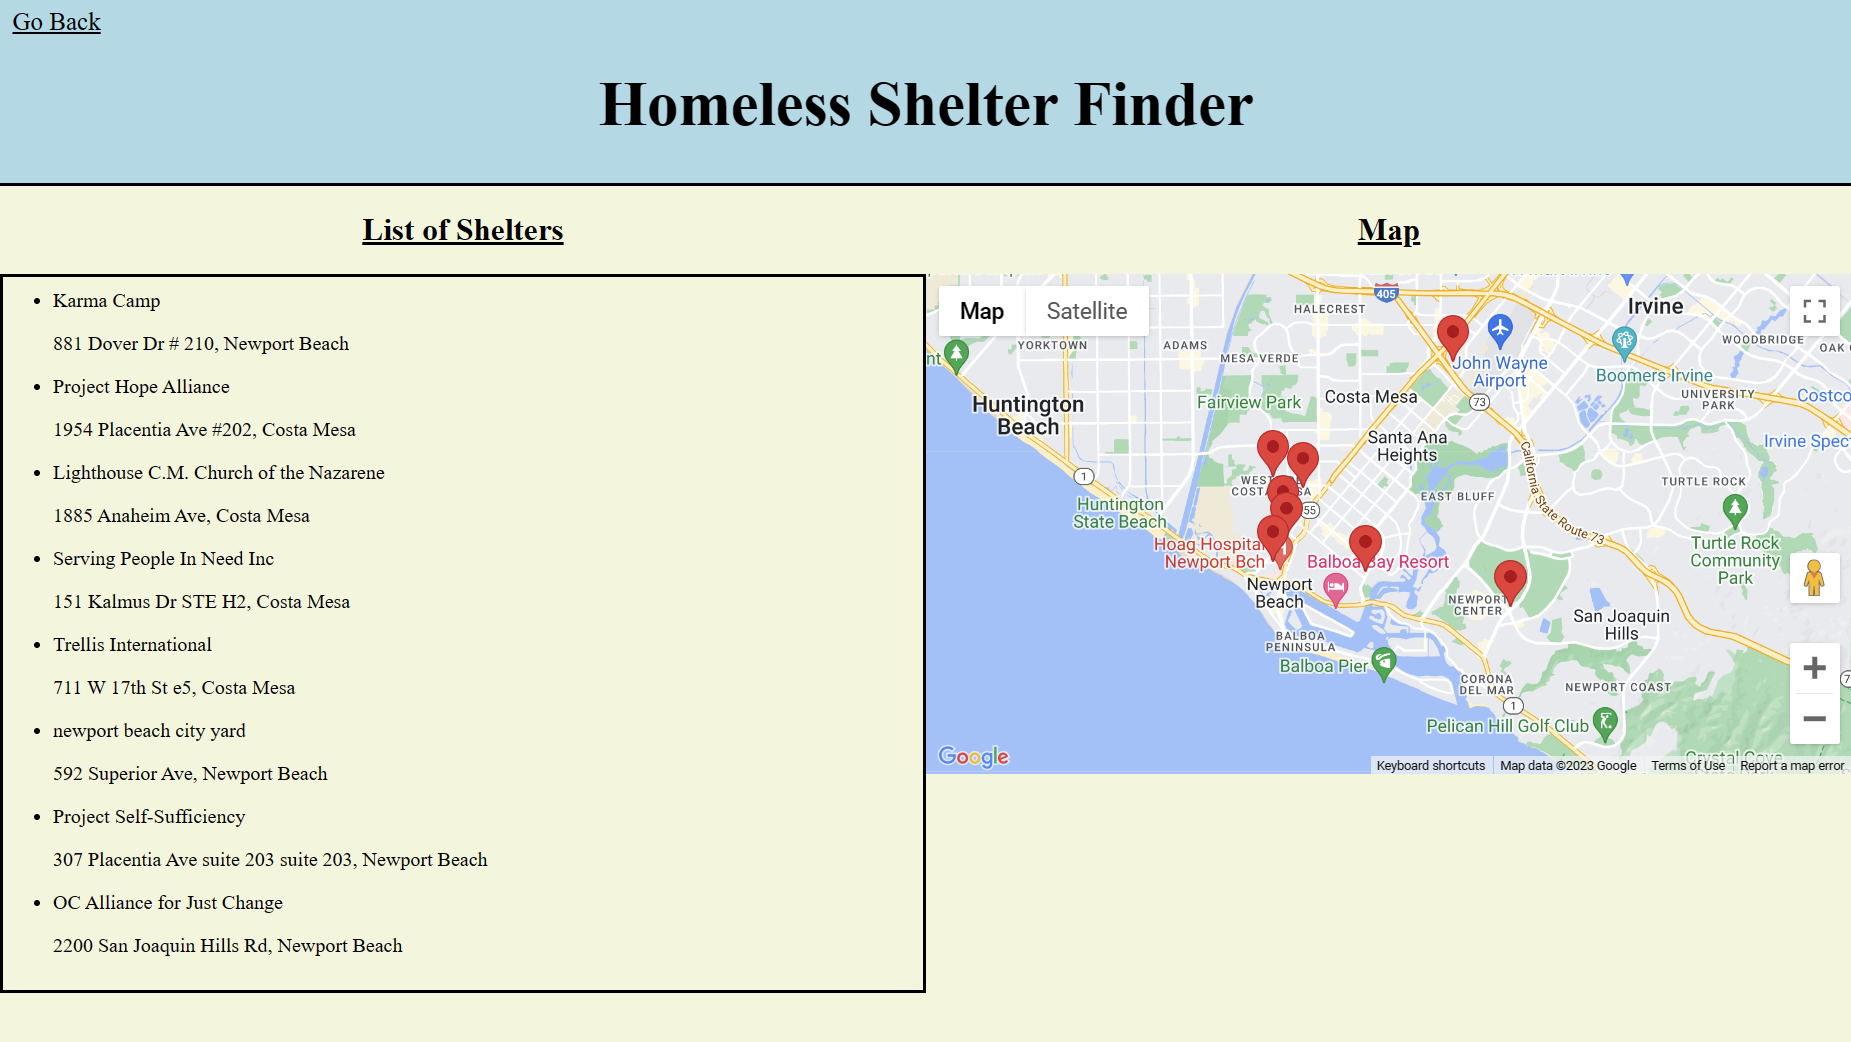 Go Back
Homeless Shelter Finder
List of Shelters
Karma Camp
881 Dover Dr # 210, Newport Beach
Project Hope Alliance
1954 Placentia Ave #202, Costa Mesa
Lighthouse C.M. Church of the Nazarene
1885 Anaheim Ave, Costa Mesa
Serving People In Need Inc
151 Kalmus Dr STE H2, Costa Mesa
Trellis International
711 W 17th St e5, Costa Mesa
newport beach city yard
592 Superior Ave, Newport Beach
Project Self-Sufficiency
307 Placentia Ave suite 203 suite 203, Newport Beach
OC Alliance for Just Change
2200 San Joaquin Hills Rd, Newport Beach
Map
Map
Satellite
405
HALECREST
Irvine
YORKTOWN
ADAMS
MESA VERDE
WOODBRIDGE
OAK
John Wayne
Airport
Boomers Irvine
Huntington
Beach
Fairview Park
Costa Mesa
73
UNIVERSITY
PARK
Costco
Santa Ana
Heights
Irvine Spec
1
Huntington
State Beach
55
EAST BLUFF
California State Route 73
TURTLE ROCK
Turtle Rock
Community
Park
Hoag Hospital
Newport Bch
1
Balboa Bay Resort
Newport
Beach
NEWPORT
CENTER
San Joaquin
Hills
BALBOA
PENINSULA
Balboa Pier
CORONA
DEL MAR
NEWPORT COAST
1
7
Pelican Hill Golf Club
Crystal Cove
Google
Keyboard shortcuts
Map data ©2023 Google
Terms of Use
Report a map error